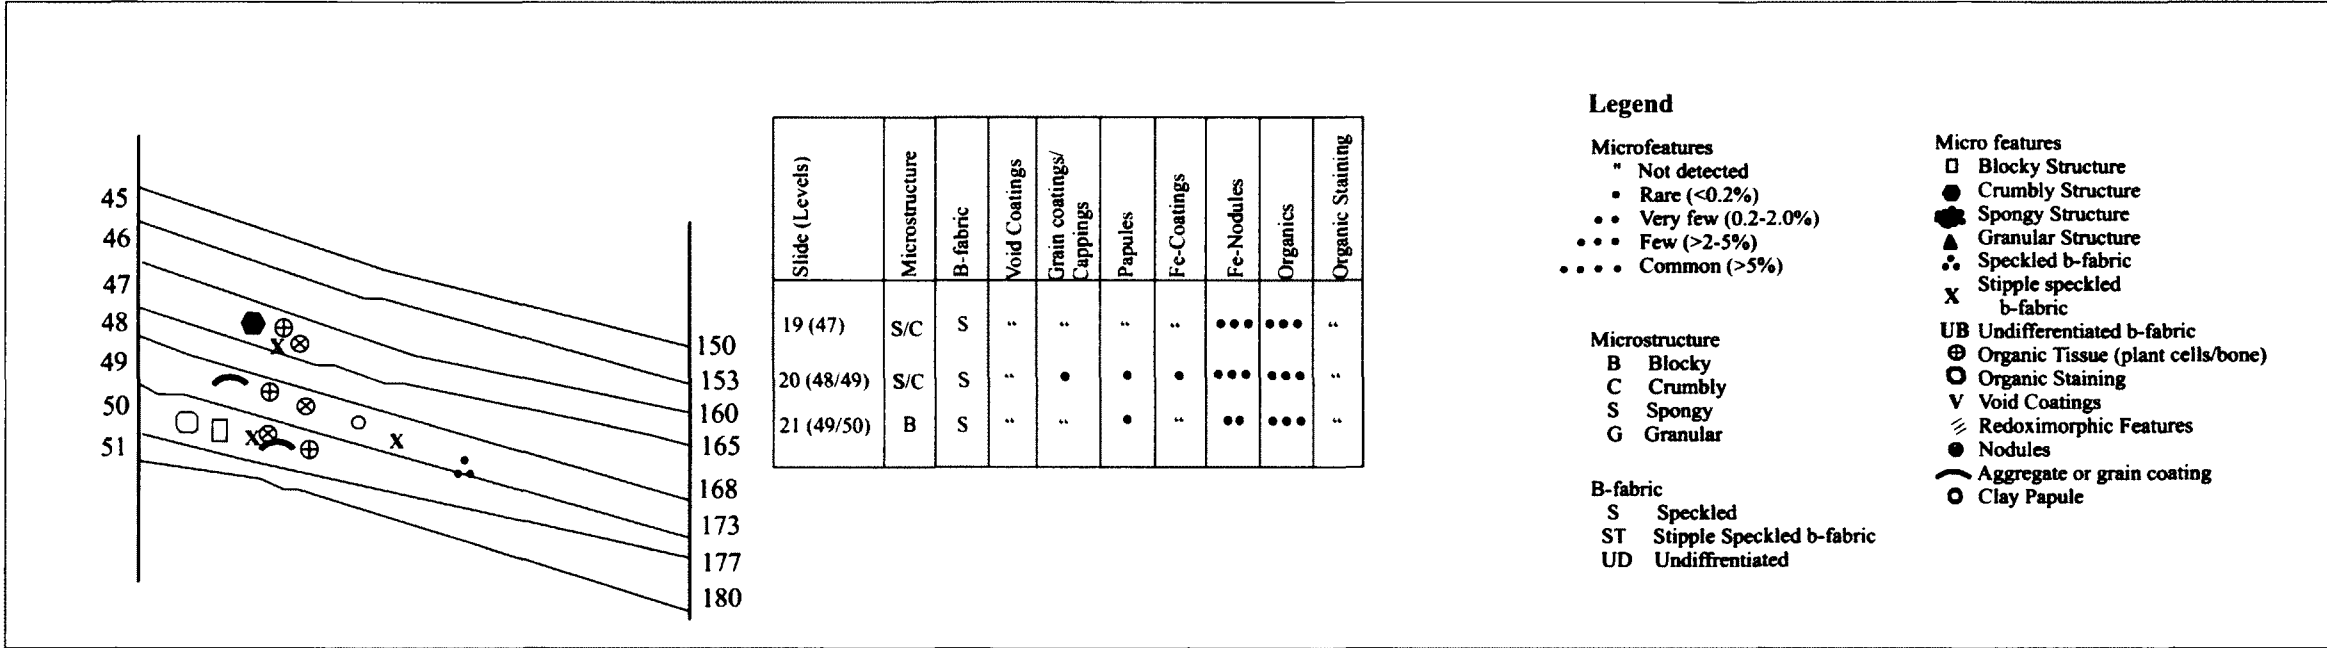 45
46
47
48
49
50
51
150
153
160
165
168
173
177
180
Slide (Levels)
Microstructure
B-fabric
Void Coatings
Grain coatings/
Cappings
Papules
Fe-Coatings
Fe-Nodules
Organics
Organic Staining
19 (47) S/C S “ “ “ “ ●●● ●●● “
20 (48/49) S/C S “ ● ● ● ●●● ●●● “
21 (49/50) B S “ “ ● “ ●● ●●● “
Legend
Microfeatures
" Not detected
• Rare (<0.2%)
• • Very few (0.2-2.0%)
• • • Few (>2-5%)
• • • • Common (>5%)
Microstructure
B Blocky
C Crumbly
S Spongy
G Granular
B-fabric
S Speckled
ST Stipple Speckled b-fabric
UD Undiffrentiated
Micro features
Blocky Structure
Crumbly Structure
Spongy Structure
Granular Structure
Speckled b-fabric
X Stipple speckled
b-fabric
UB Undifferentiated b-fabric
Organic Tissue (plant cells/bone)
Organic Staining
V Void Coatings
Redoximorphic Features
Nodules
Aggregate or grain coating
Clay Papule
X
X
X